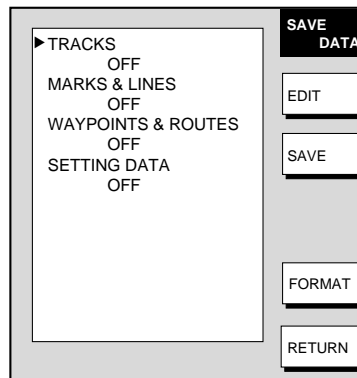 ▶TRACKS
OFF
MARKS & LINES
OFF
WAYPOINTS & ROUTES
OFF
SETTING DATA
OFF
SAVE
DATA
EDIT
SAVE
FORMAT
RETURN